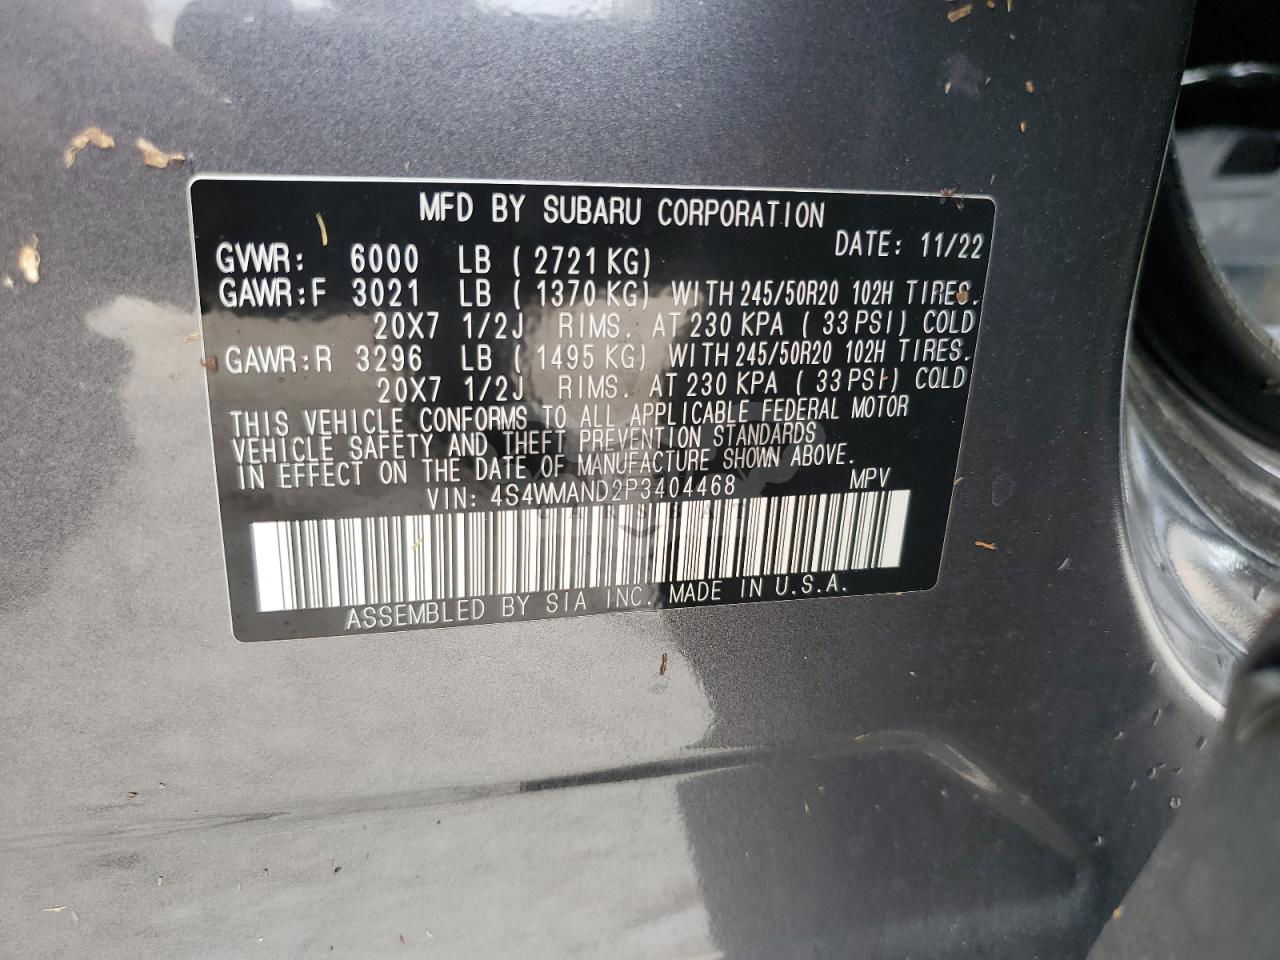 MFD BY SUBARU CORPORATION
DATE: 11/22
GVWR: 6000 LB ( 2721 KG)
GAWR:F 3021 LB ( 1370 KG) WITH 245/50R20 102H TIRES.
20X7 1/2J RIMS. AT 230 KPA ( 33 PSI) COLD
GAWR:R 3296 LB ( 1495 KG) WITH 245/50R20 102H TIRES.
20X7 1/2J RIMS. AT 230 KPA ( 33 PSI) COLD
THIS VEHICLE CONFORMS TO ALL APPLICABLE FEDERAL MOTOR
VEHICLE SAFETY AND THEFT PREVENTION STANDARDS
IN EFFECT ON THE DATE OF MANUFACTURE SHOWN ABOVE.
VIN: 4S4WMAND2P3404468 MPV
ASSEMBLED BY SIA INC. MADE IN U.S.A.